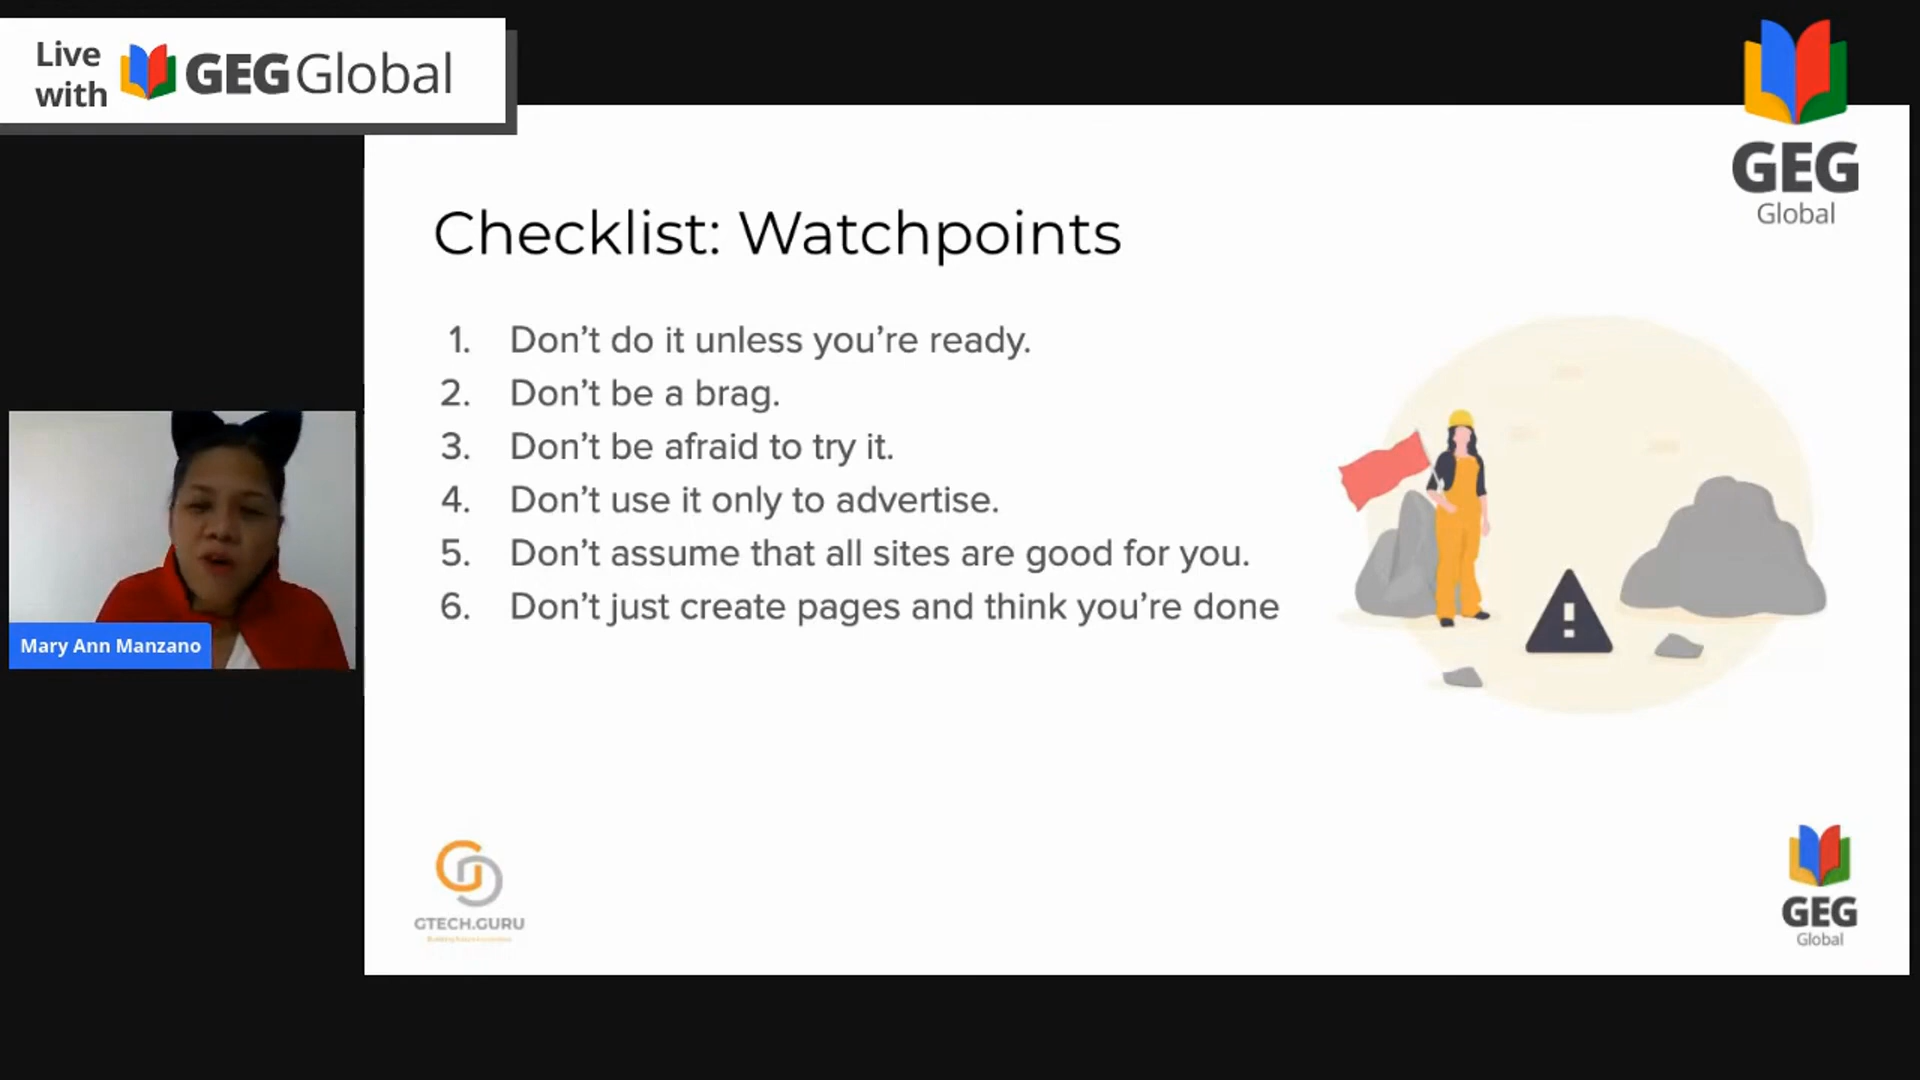 Live
with
GEG Global
GEG
Global
Checklist: Watchpoints
1. Don’t do it unless you’re ready.
2. Don’t be a brag.
3. Don’t be afraid to try it.
4. Don’t use it only to advertise.
5. Don’t assume that all sites are good for you.
6. Don’t just create pages and think you’re done
Mary Ann Manzano
GTECH.GURU
GEG
Global